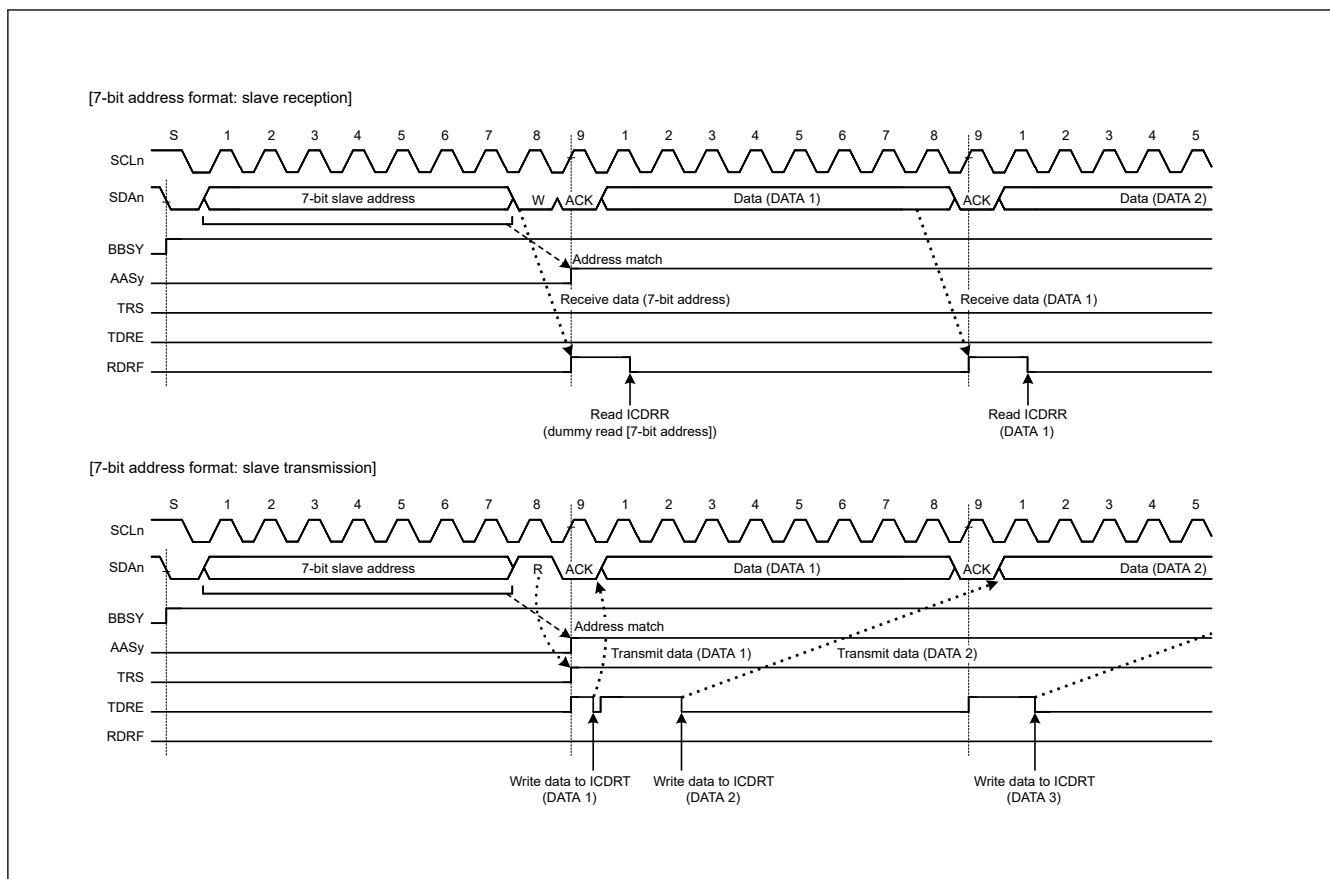 [7-bit address format: slave reception]
S 1 2 3 4 5 6 7 8 9 1 2 3 4 5 6 7 8 9 1 2 3 4 5
SCLn
SDAn 7-bit slave address W ACK Data (DATA 1) ACK Data (DATA 2)
BBSY
Address match
AASy
Receive data (7-bit address) Receive data (DATA 1)
TRS
TDRE
RDRF
Read ICDRR Read ICDRR
(dummy read [7-bit address]) (DATA 1)
[7-bit address format: slave transmission]
S 1 2 3 4 5 6 7 8 9 1 2 3 4 5 6 7 8 9 1 2 3 4 5
SCLn
SDAn 7-bit slave address R ACK Data (DATA 1) ACK Data (DATA 2)
BBSY
Address match
AASy
Transmit data (DATA 1) Transmit data (DATA 2)
TRS
TDRE
RDRF
Write data to ICDRT Write data to ICDRT Write data to ICDRT
(DATA 1) (DATA 2) (DATA 3)